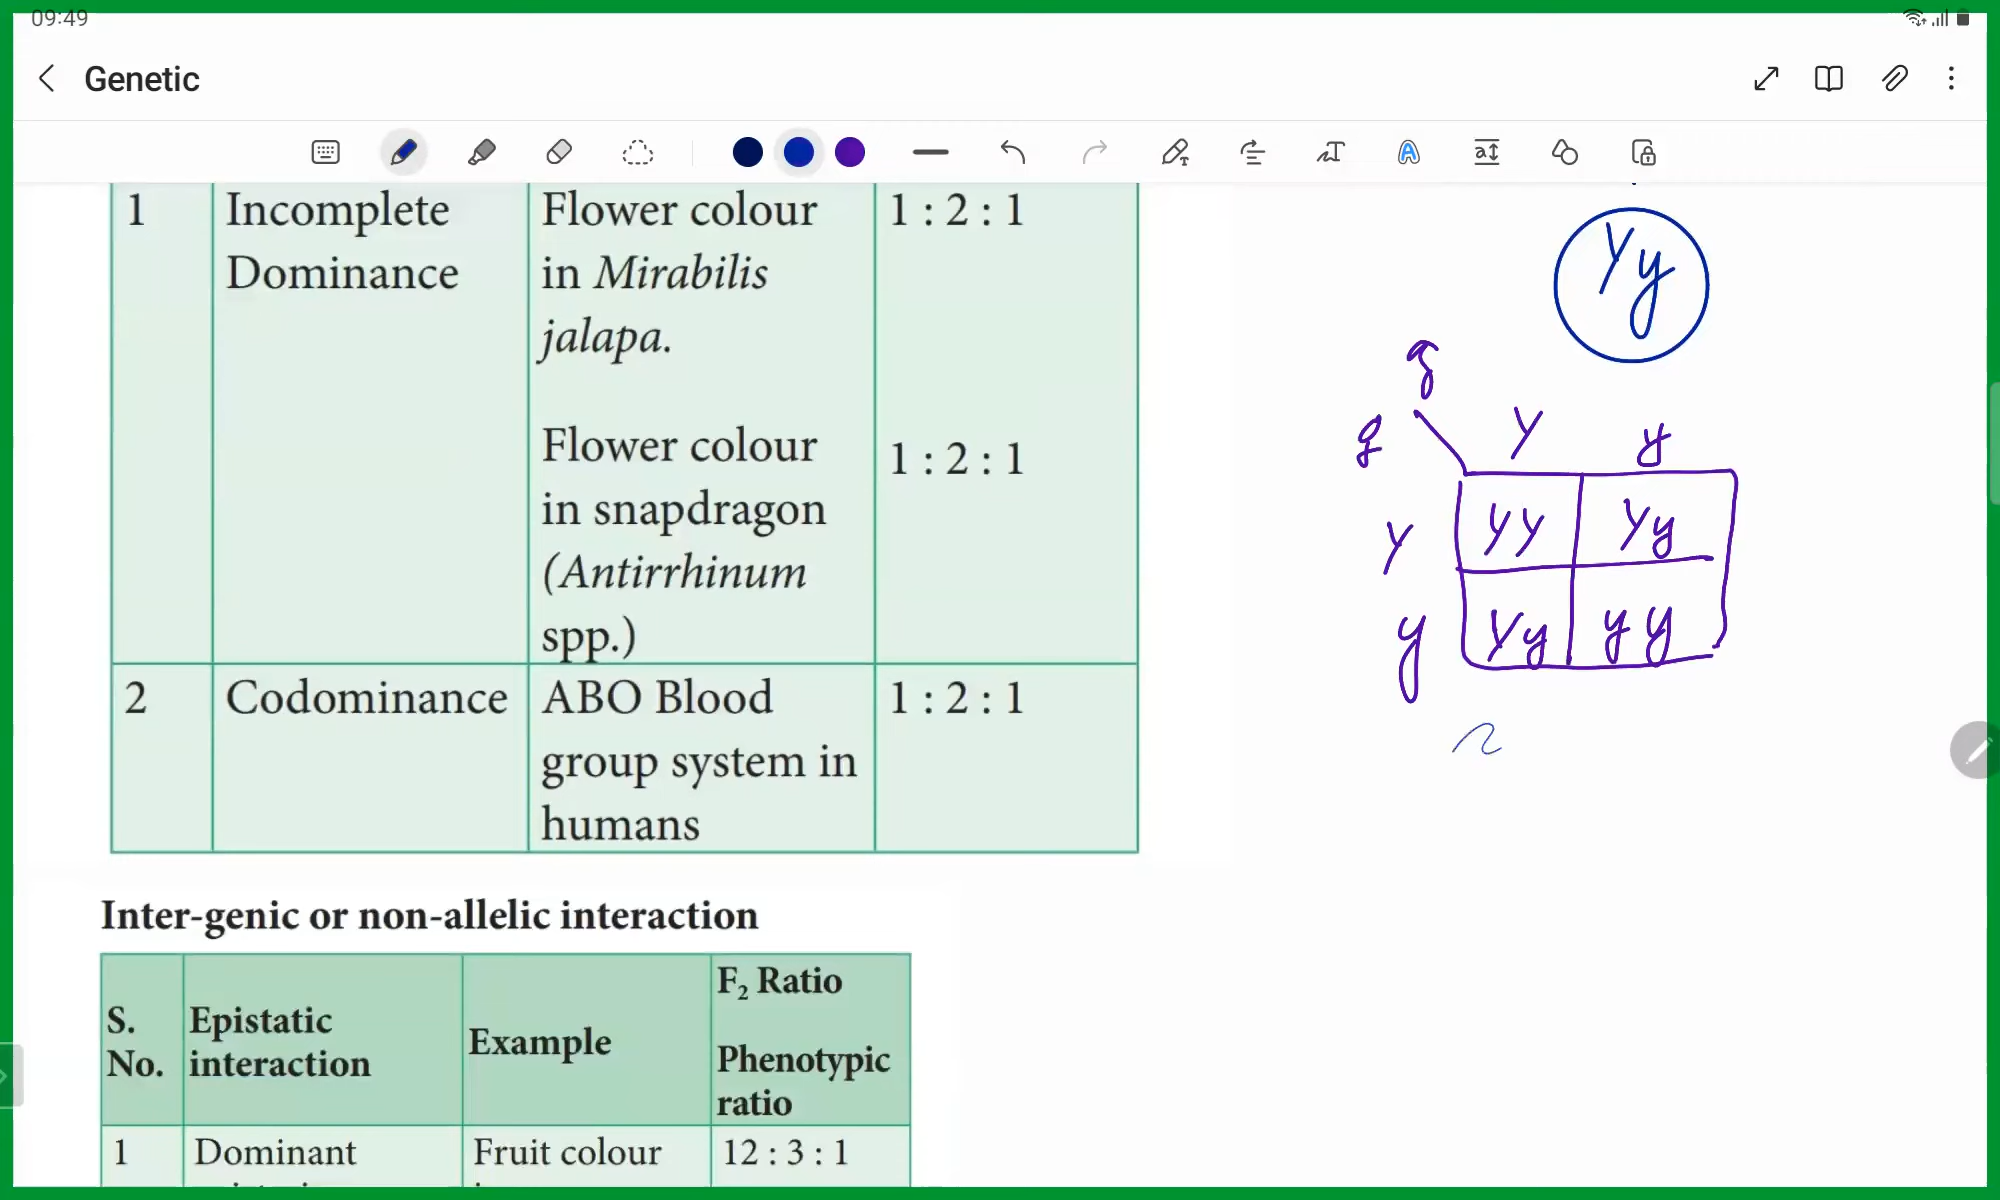 09:49
Genetic
1 Incomplete Flower colour 1 : 2 : 1
Dominance in Mirabilis
jalapa.
Flower colour 1 : 2 : 1
in snapdragon
(Antirrhinum
spp.)
2 Codominance ABO Blood 1 : 2 : 1
group system in
humans
Inter-genic or non-allelic interaction
S. No. Epistatic interaction Example F₂ Ratio Phenotypic ratio
1 Dominant Fruit colour 12 : 3 : 1
Yy
Y y
Y YY Yy
y Yy yy